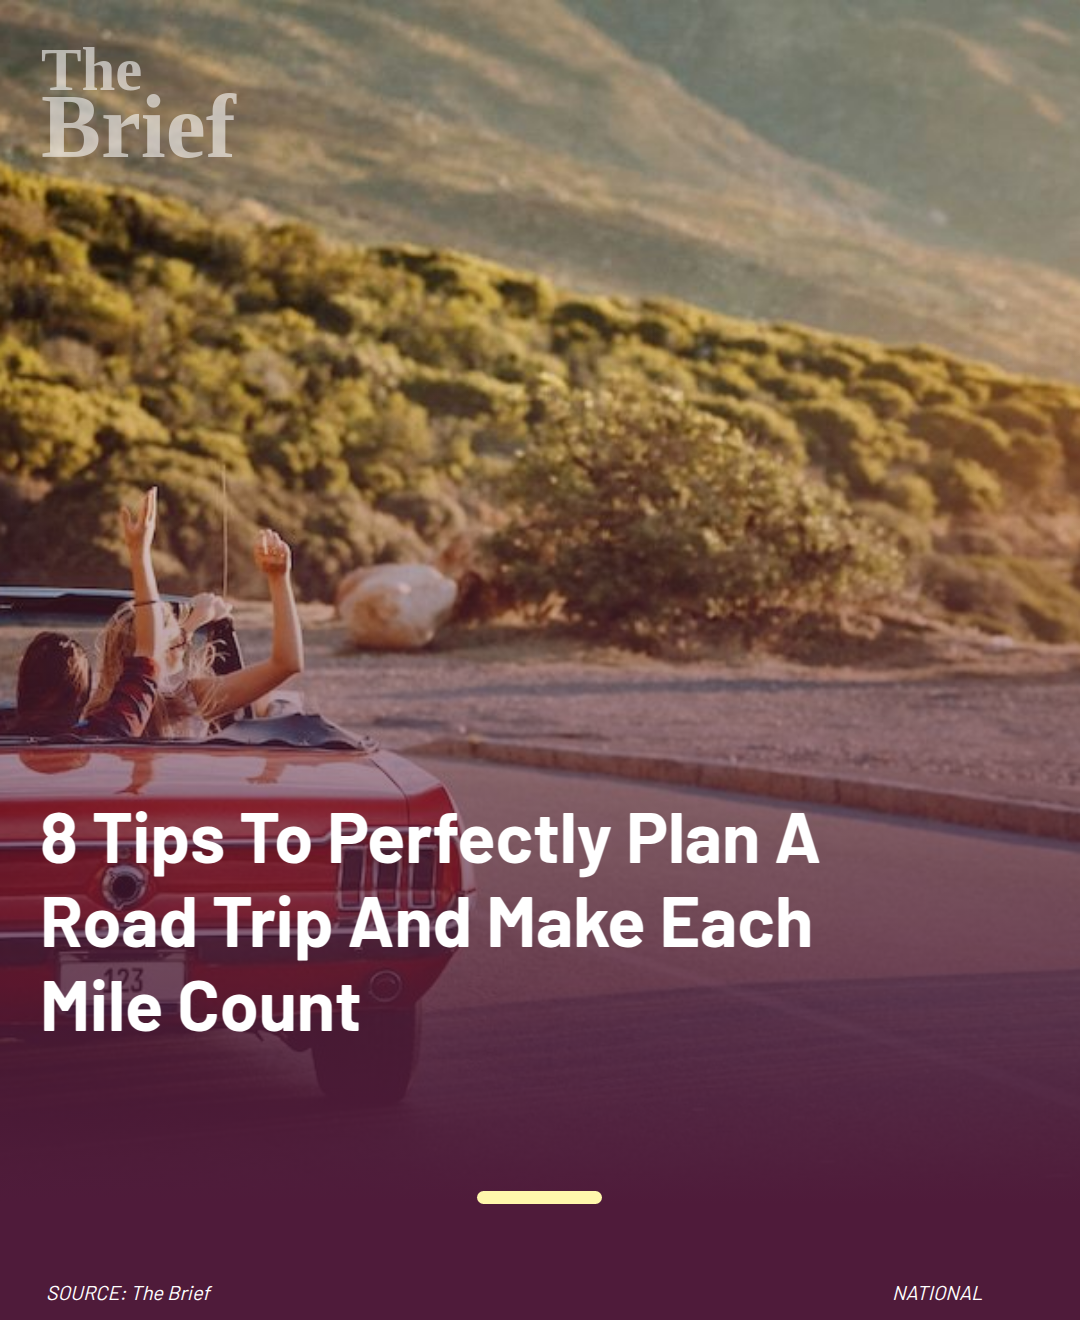 The
Brief
8 Tips To Perfectly Plan A
Road Trip And Make Each
Mile Count
123
SOURCE: The Brief
NATIONAL